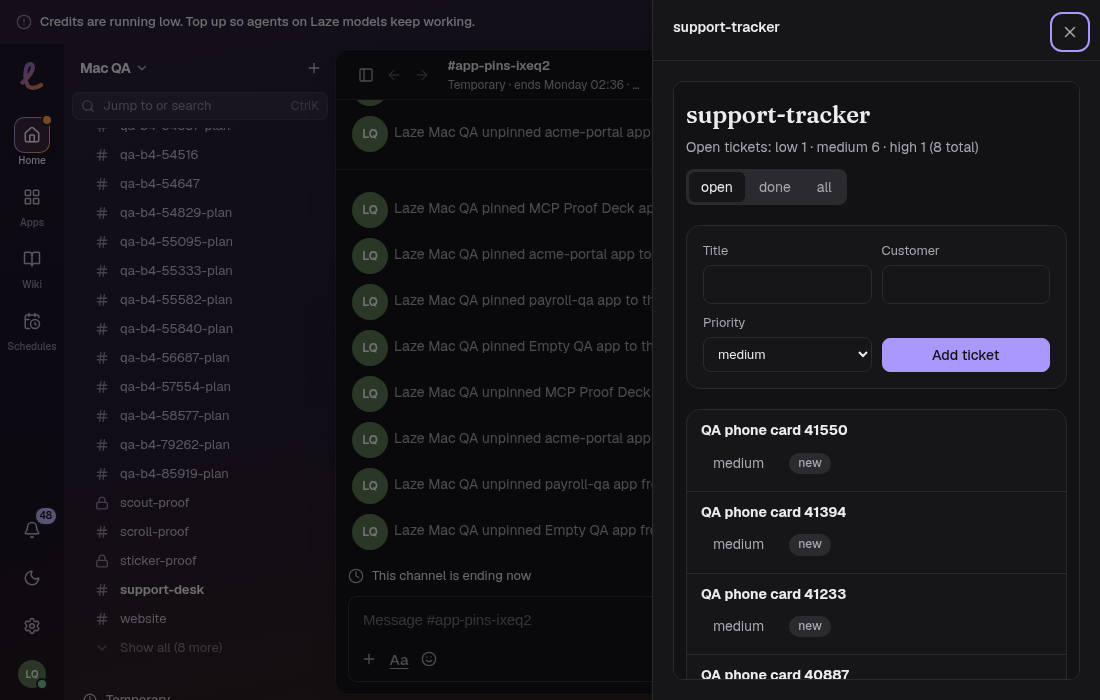 Credits are running low. Top up so agents on Laze models keep working.
Home
Apps
Wiki
Schedules
48
LQ
Mac QA
Jump to or search
CtrlK
qa-b4-54516
qa-b4-54647
qa-b4-54829-plan
qa-b4-55095-plan
qa-b4-55333-plan
qa-b4-55582-plan
qa-b4-55840-plan
qa-b4-56687-plan
qa-b4-57554-plan
qa-b4-58577-plan
qa-b4-79262-plan
qa-b4-85919-plan
scout-proof
scroll-proof
sticker-proof
support-desk
website
Show all (8 more)
Temporary
#app-pins-ixeq2
Temporary · ends Monday 02:36 · …
LQ Laze Mac QA unpinned acme-portal app
LQ Laze Mac QA pinned MCP Proof Deck ap
LQ Laze Mac QA pinned acme-portal app to
LQ Laze Mac QA pinned payroll-qa app to th
LQ Laze Mac QA pinned Empty QA app to th
LQ Laze Mac QA unpinned MCP Proof Deck
LQ Laze Mac QA unpinned acme-portal app
LQ Laze Mac QA unpinned payroll-qa app fr
LQ Laze Mac QA unpinned Empty QA app fr
This channel is ending now
Message #app-pins-ixeq2
Aa
support-tracker
support-tracker
Open tickets: low 1 · medium 6 · high 1 (8 total)
open done all
Title Customer
Priority
medium
Add ticket
QA phone card 41550
medium new
QA phone card 41394
medium new
QA phone card 41233
medium new
QA phone card 40887